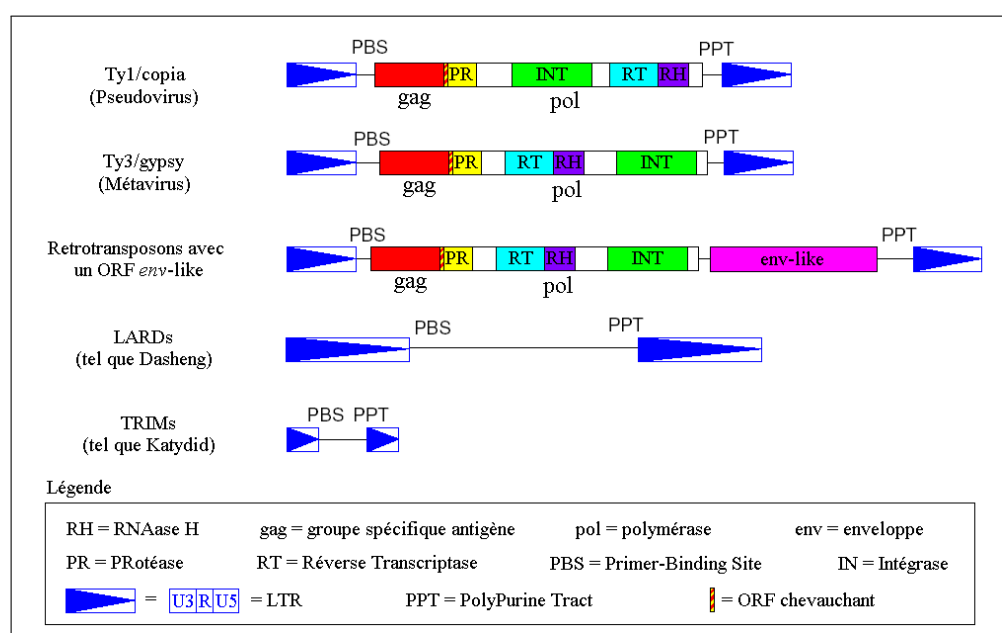 PBS PPT
Ty1/copia
(Pseudovirus)
PR INT RT RH
gag pol
PBS PPT
Ty3/gypsy
(Métavirus)
PR RT RH INT
gag pol
PBS PPT
Retrotransposons avec
un ORF env-like
PR RT RH INT env-like
gag pol
LARDs
(tel que Dasheng)
PBS PPT
TRIMs
(tel que Katydid)
PBS PPT
Légende
RH = RNAase H gag = groupe spécifique antigène pol = polymérase env = enveloppe
PR = PRotéase RT = Réverse Transcriptase PBS = Primer-Binding Site IN = Intégrase
= U3 R U5 = LTR PPT = PolyPurine Tract = ORF chevauchant